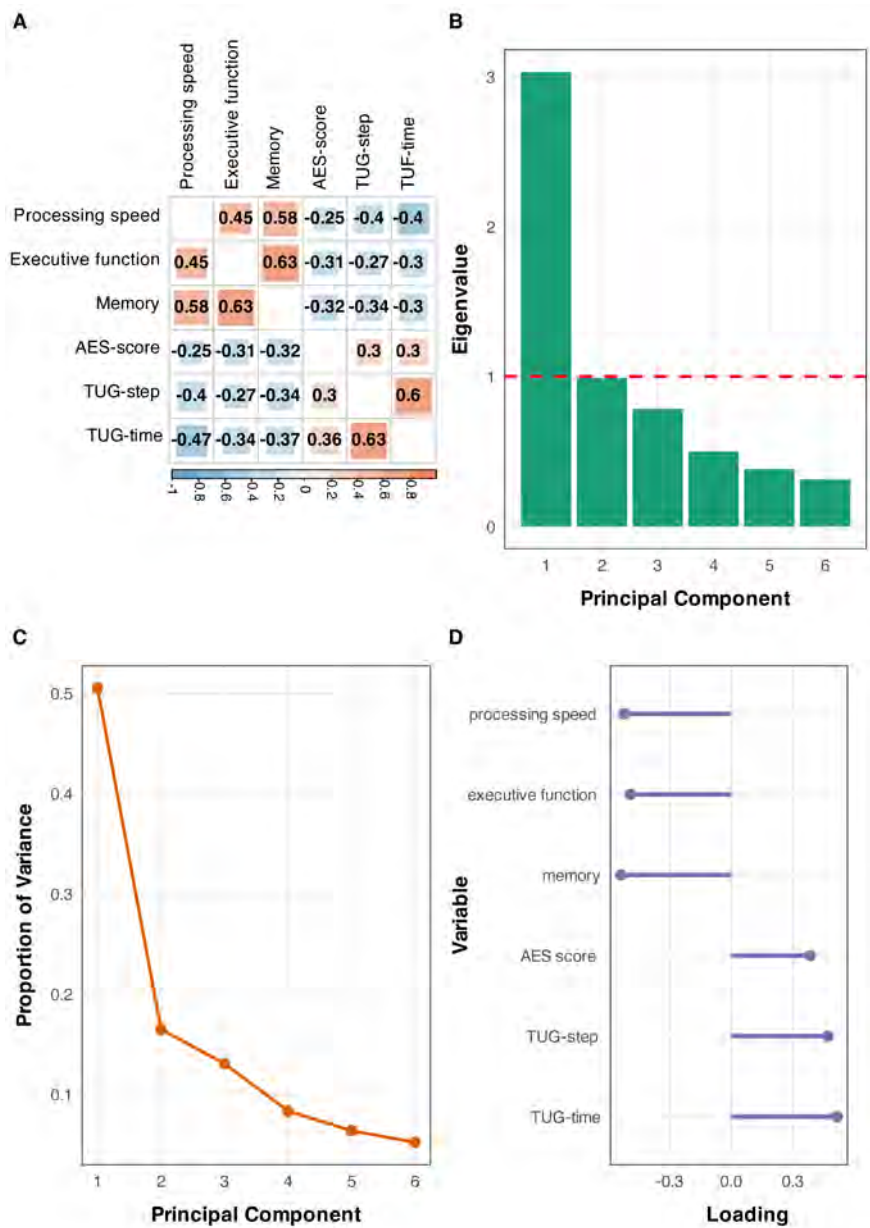 A
Processing speed
Executive function
Memory
AES-score
TUG-step
TUF-time
Processing speed 0.45 0.58 -0.25 -0.4 -0.4
Executive function 0.45 0.63 -0.31 -0.27 -0.3
Memory 0.58 0.63 -0.32 -0.34 -0.3
AES-score -0.25 -0.31 -0.32 0.3 0.3
TUG-step -0.4 -0.27 -0.34 0.3 0.6
TUG-time -0.47 -0.34 -0.37 0.36 0.63
-1 -0.8 -0.6 -0.4 -0.2 0 0.2 0.4 0.6 0.8
B
Eigenvalue
3
2
1
0
1 2 3 4 5 6
Principal Component
C
Proportion of Variance
0.5
0.4
0.3
0.2
0.1
1 2 3 4 5 6
Principal Component
D
Variable
processing speed
executive function
memory
AES score
TUG-step
TUG-time
-0.3 0.0 0.3
Loading